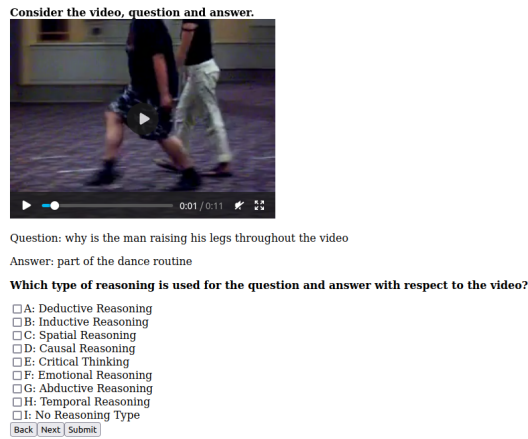 Consider the video, question and answer.
0:01 / 0:11
Question: why is the man raising his legs throughout the video
Answer: part of the dance routine
Which type of reasoning is used for the question and answer with respect to the video?
A: Deductive Reasoning
B: Inductive Reasoning
C: Spatial Reasoning
D: Causal Reasoning
E: Critical Thinking
F: Emotional Reasoning
G: Abductive Reasoning
H: Temporal Reasoning
I: No Reasoning Type
Back Next Submit